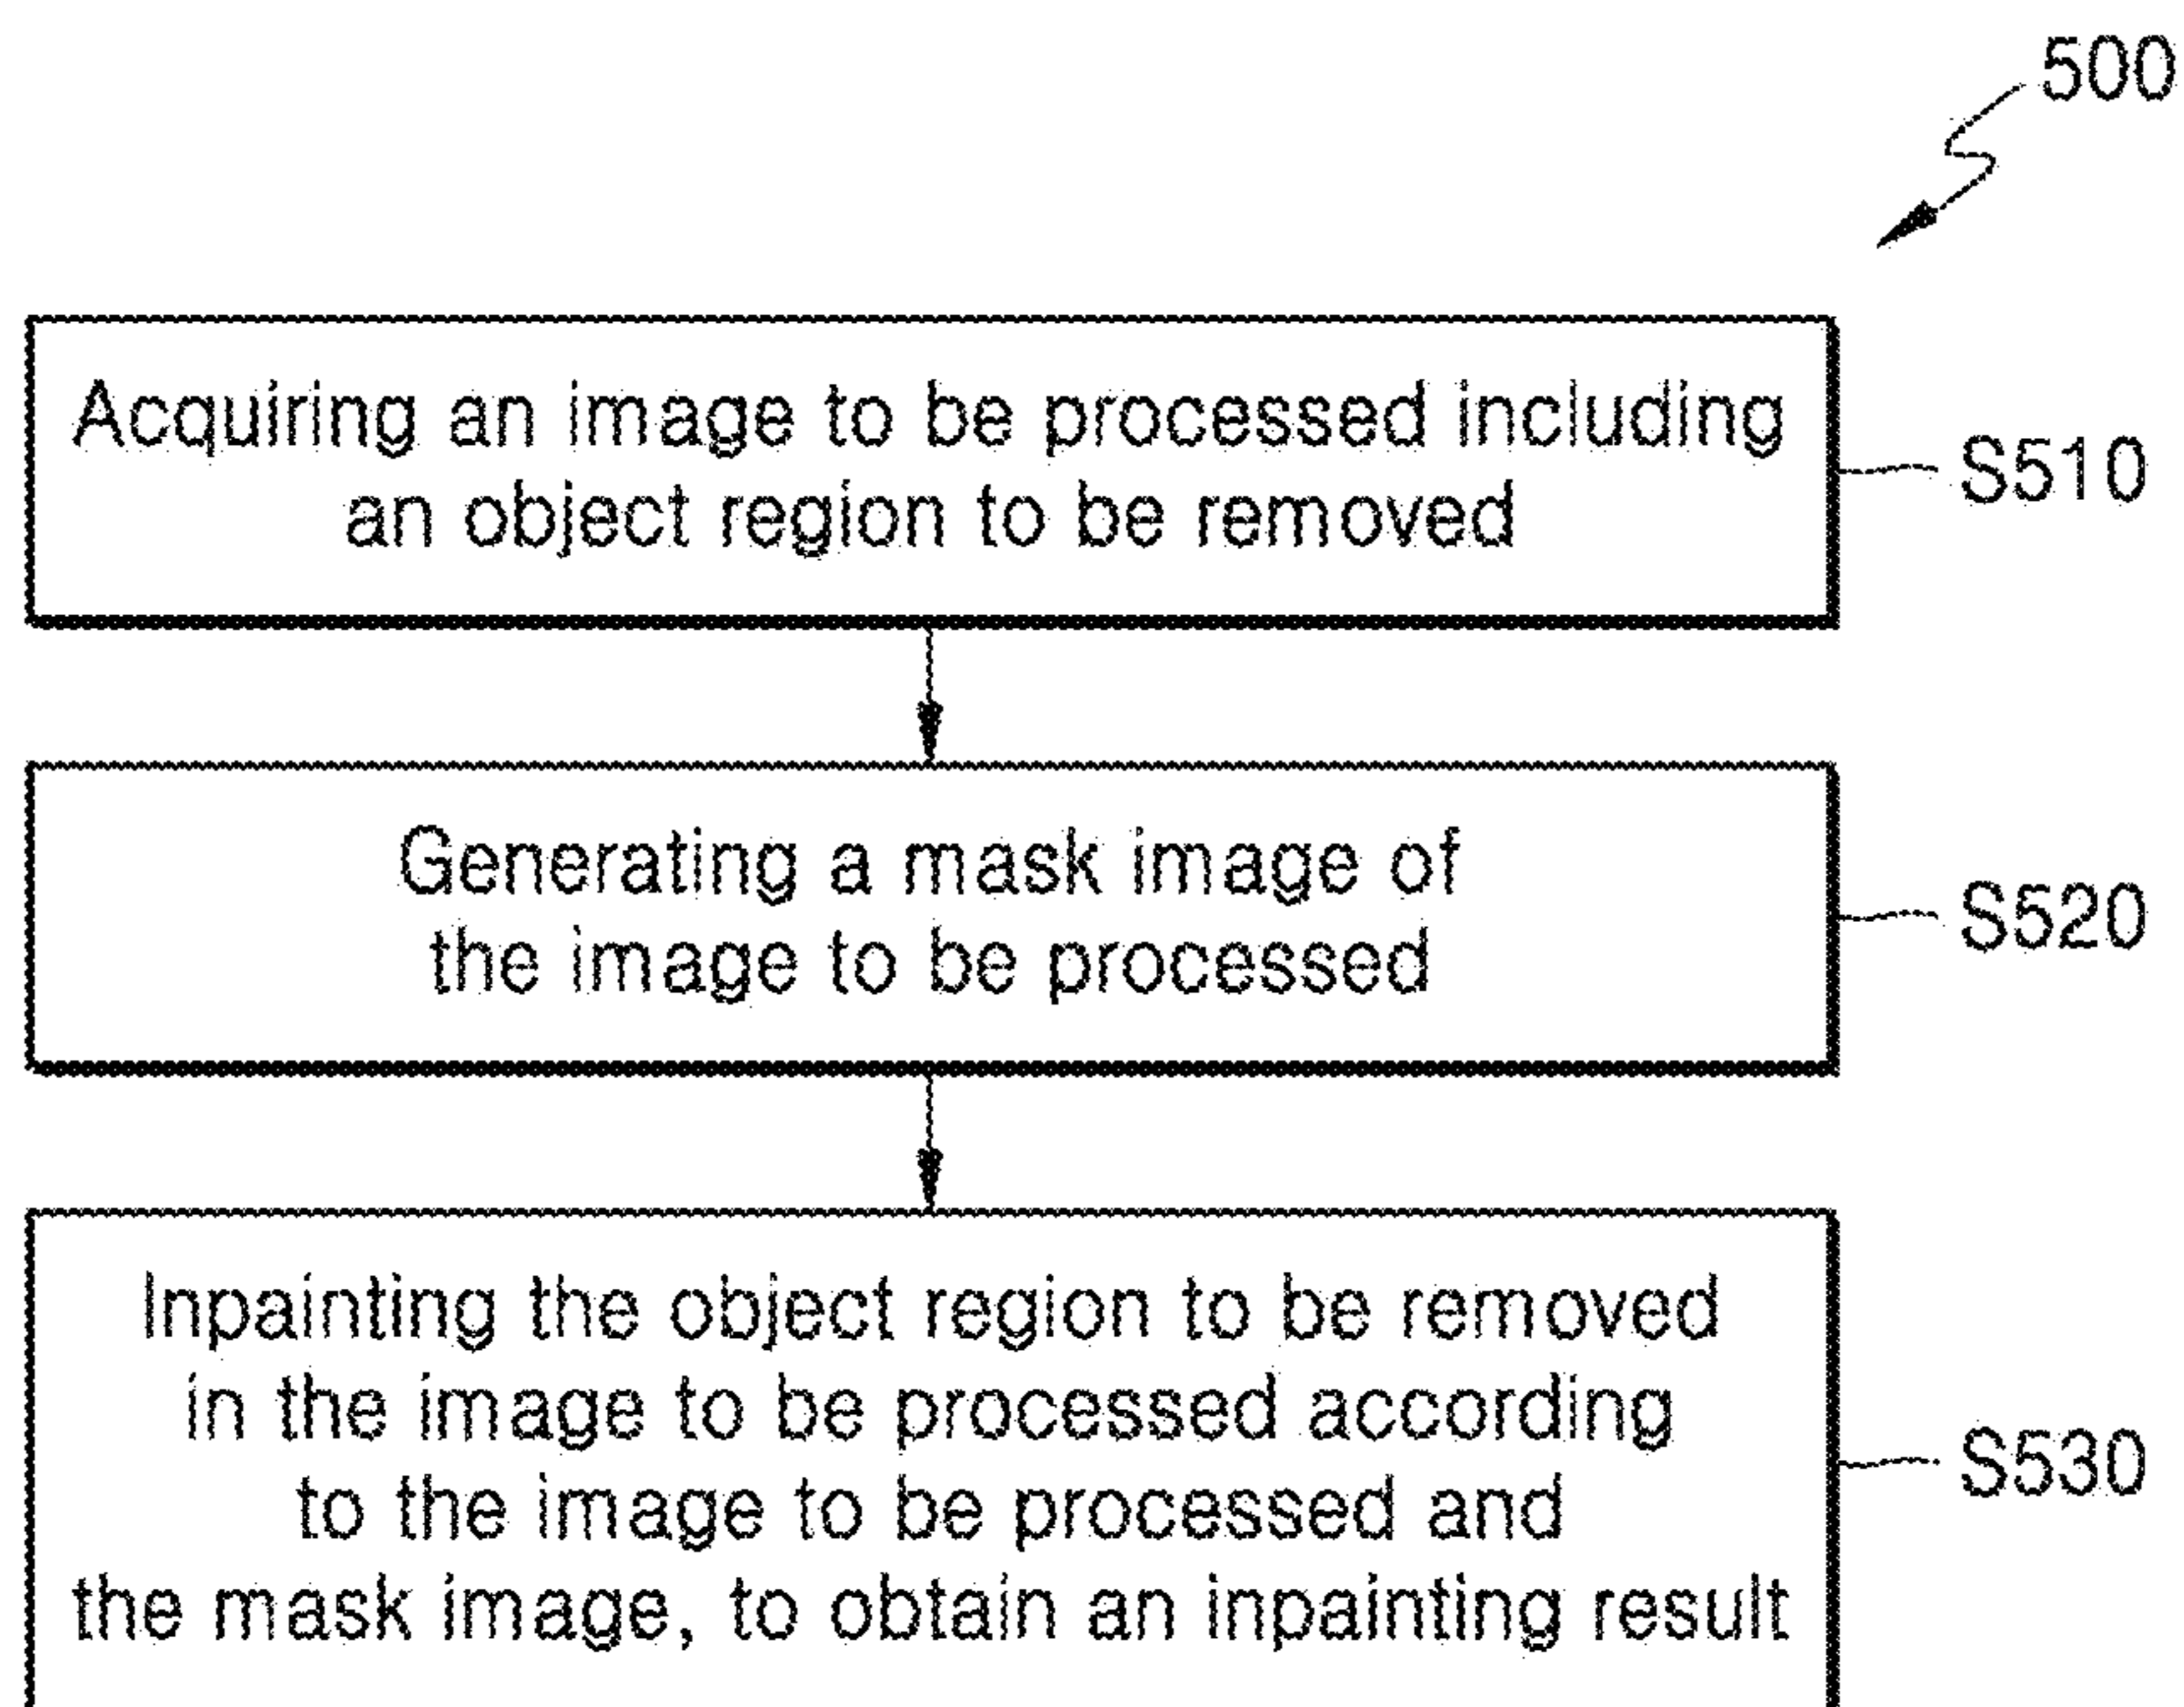 500
Acquiring an image to be processed including
an object region to be removed
S510
Generating a mask image of
the image to be processed
S520
Inpainting the object region to be removed
in the image to be processed according
to the image to be processed and
the mask image, to obtain an inpainting result
S530